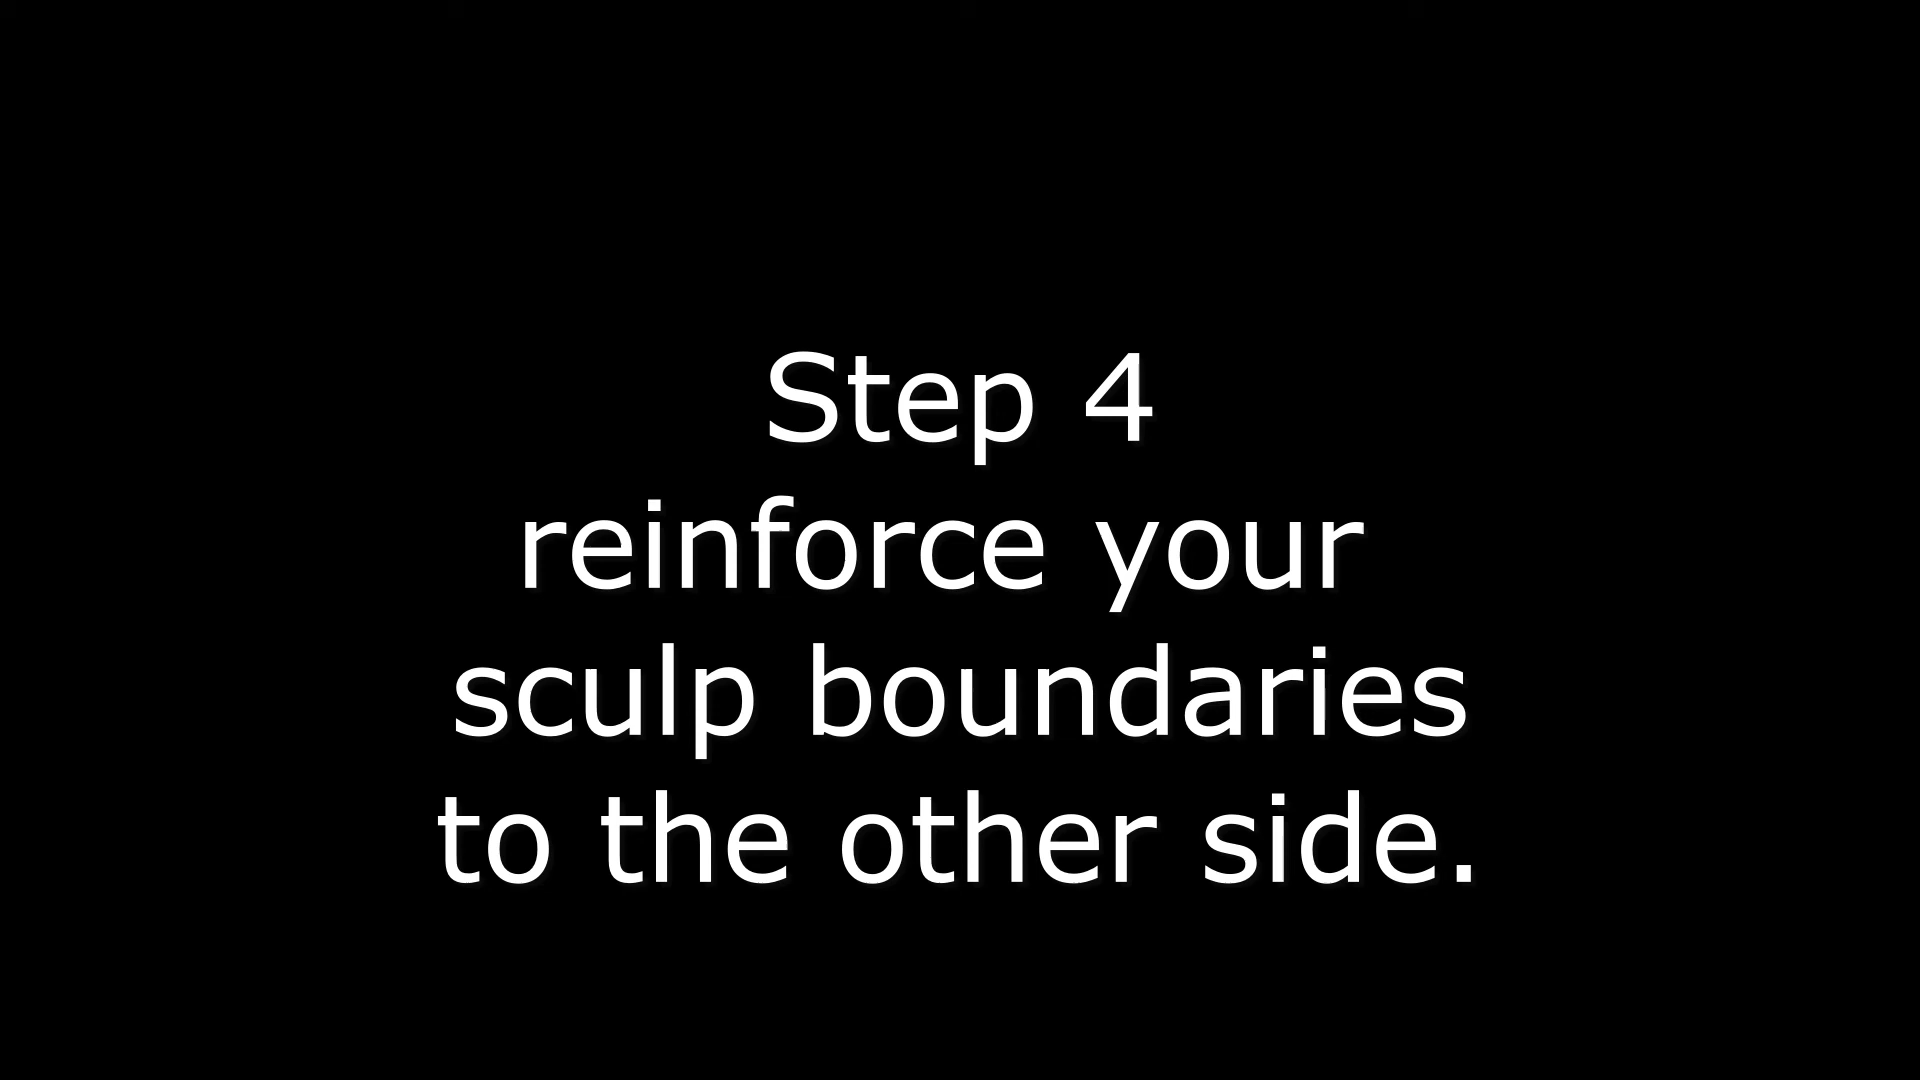 Step 4
reinforce your
sculp boundaries
to the other side.